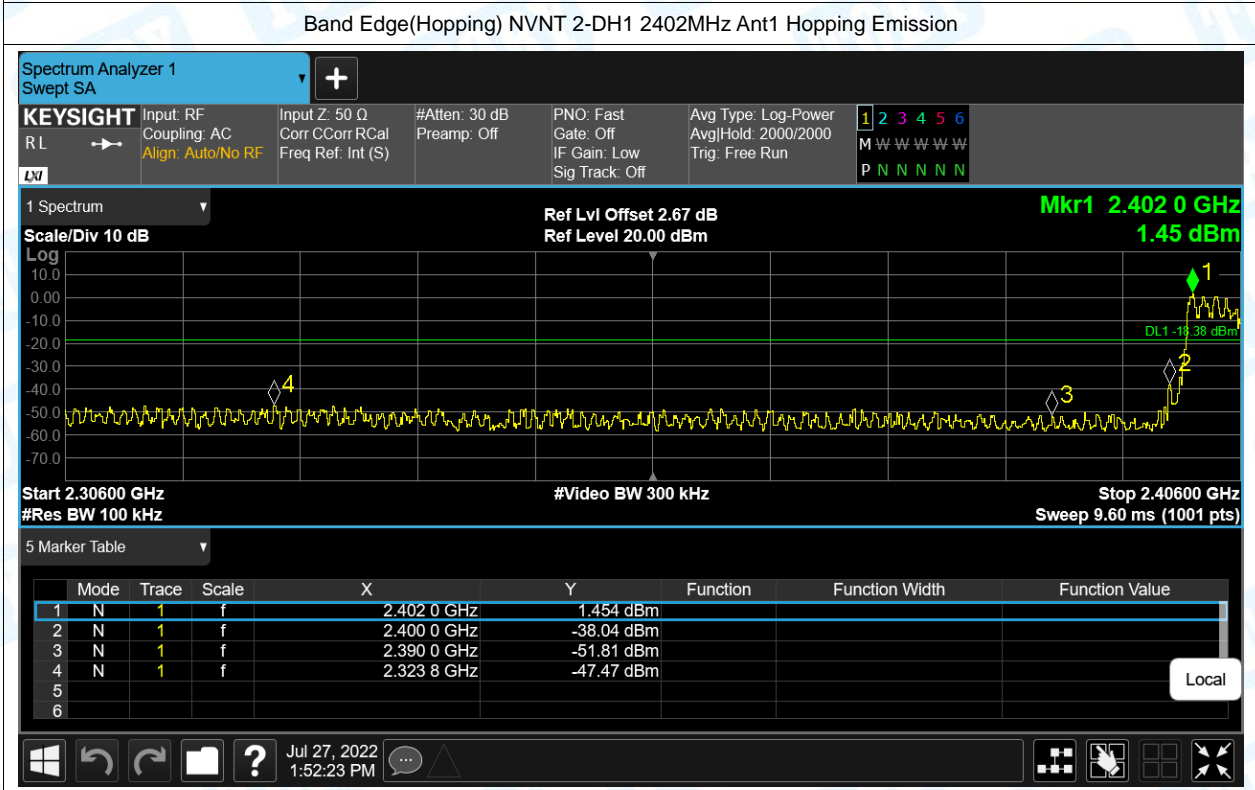 Band Edge(Hopping) NVNT 2-DH1 2402MHz Ant1 Hopping Emission
Spectrum Analyzer 1
Swept SA
KEYSIGHT
R L
LXI
Input: RF
Coupling: AC
Align: Auto/No RF
Input Z: 50 Ω
Corr CCorr RCal
Freq Ref: Int (S)
#Atten: 30 dB
Preamp: Off
PNO: Fast
Gate: Off
IF Gain: Low
Sig Track: Off
Avg Type: Log-Power
Avg|Hold: 2000/2000
Trig: Free Run
1 2 3 4 5 6
M W W W W W
P N N N N N
1 Spectrum
Scale/Div 10 dB
Ref Lvl Offset 2.67 dB
Ref Level 20.00 dBm
Mkr1 2.402 0 GHz
1.45 dBm
Log
10.0
0.00
-10.0
-20.0
-30.0
-40.0
-50.0
-60.0
-70.0
1
DL1 -18.38 dBm
2
3
4
Start 2.30600 GHz
#Video BW 300 kHz
Stop 2.40600 GHz
#Res BW 100 kHz
Sweep 9.60 ms (1001 pts)
5 Marker Table
Mode Trace Scale X Y Function Function Width Function Value
1 N 1 f 2.402 0 GHz 1.454 dBm
2 N 1 f 2.400 0 GHz -38.04 dBm
3 N 1 f 2.390 0 GHz -51.81 dBm
4 N 1 f 2.323 8 GHz -47.47 dBm
5
6
Local
?
Jul 27, 2022
1:52:23 PM